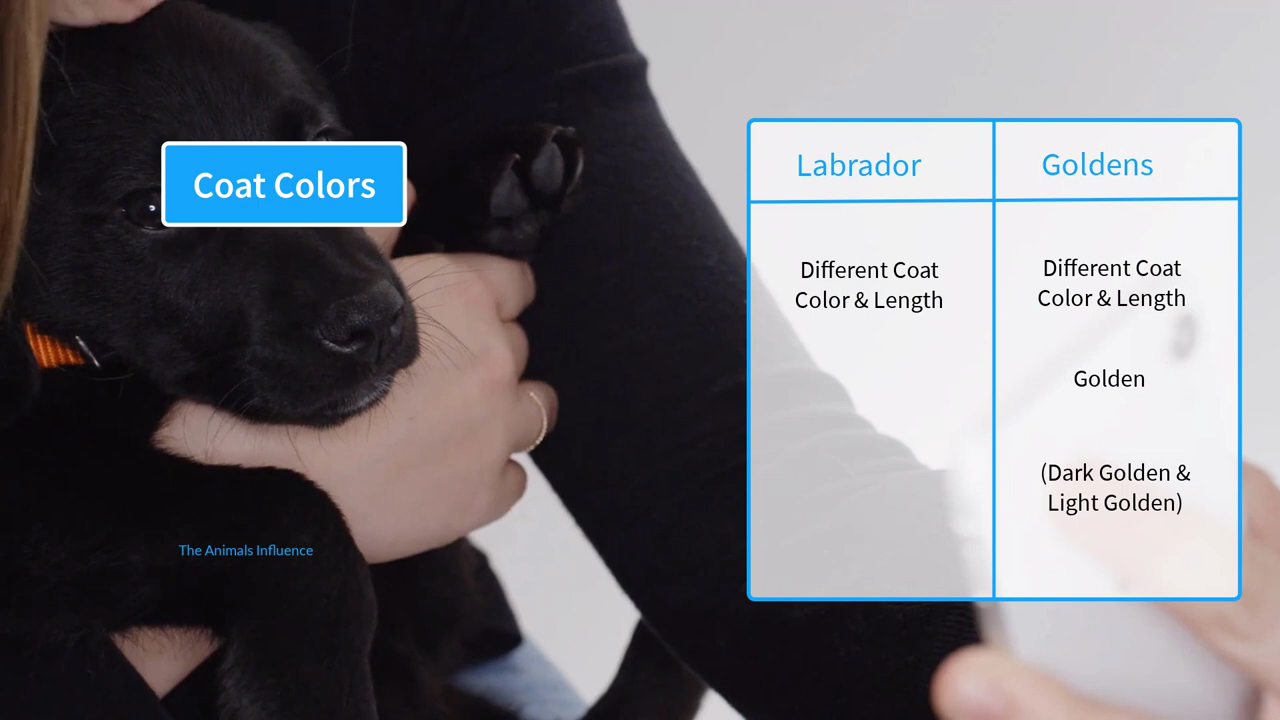 Coat Colors
Labrador
Goldens
Different Coat
Color & Length
Different Coat
Color & Length
Golden
(Dark Golden &
Light Golden)
The Animals Influence